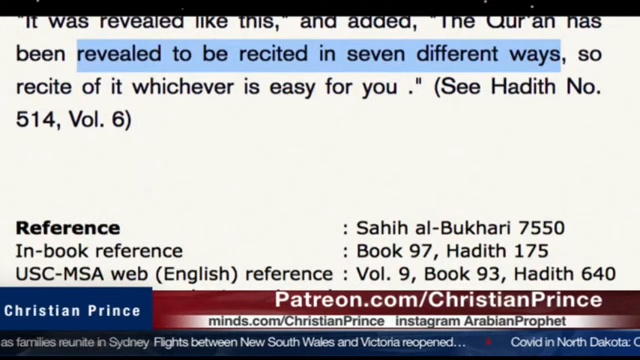 "It was revealed like this," and added, "The Qur'an has
been revealed to be recited in seven different ways, so
recite of it whichever is easy for you ." (See Hadith No.
514, Vol. 6)
Reference : Sahih al-Bukhari 7550
In-book reference : Book 97, Hadith 175
USC-MSA web (English) reference : Vol. 9, Book 93, Hadith 640
Christian Prince
Patreon.com/ChristianPrince
minds.com/ChristianPrince instagram ArabianProphet
as families reunite in Sydney Flights between New South Wales and Victoria reopened... Covid in North Dakota: